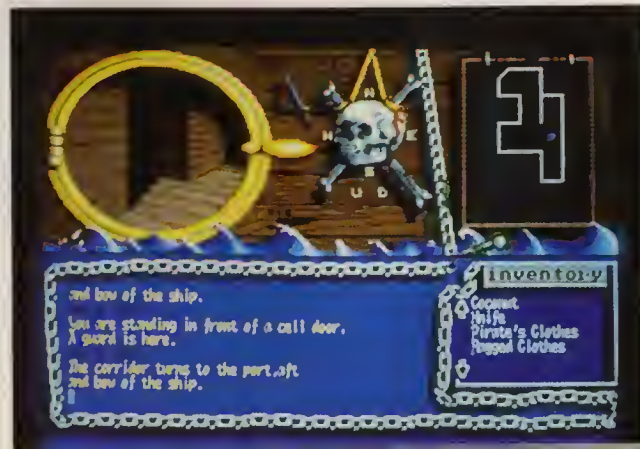 N
E
S
U D
and bow of the ship.
You are standing in front of a cell door.
A guard is here.
The corridor turns to the port,aft
and bow of the ship.
inventory
Coconut
Knife
Pirate's Clothes
Ragged Clothes